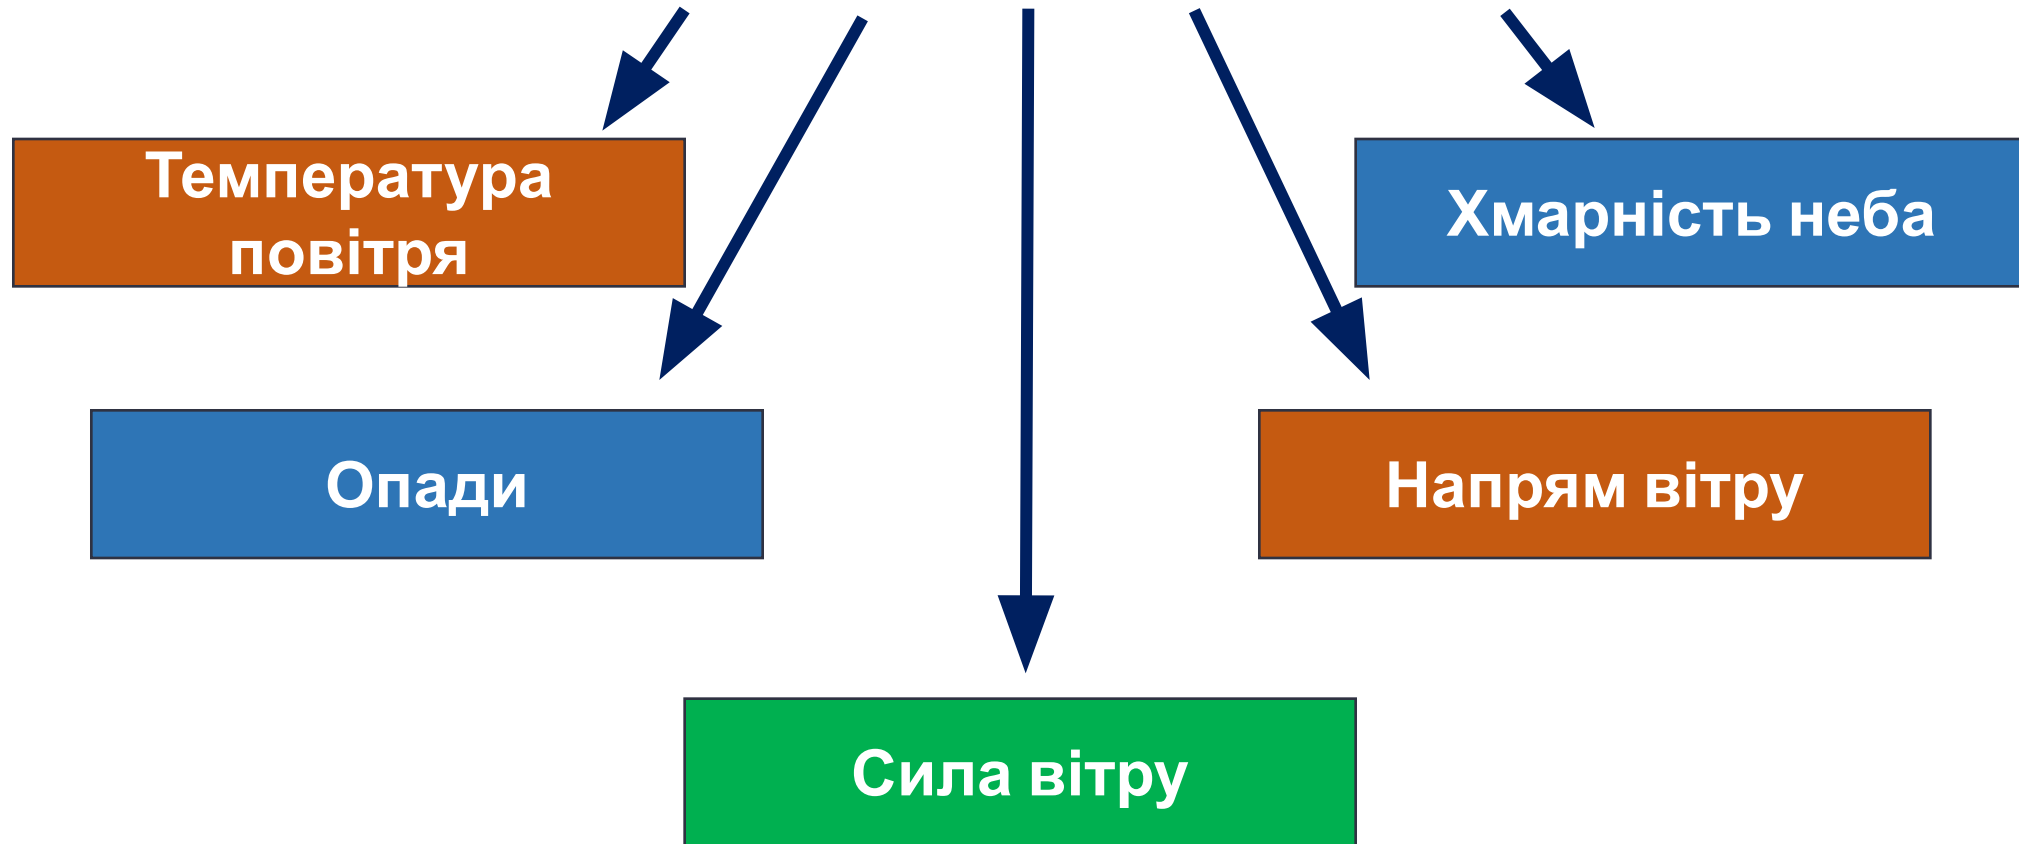 Температура
повітря
Хмарність неба
Опади
Напрям вітру
Сила вітру